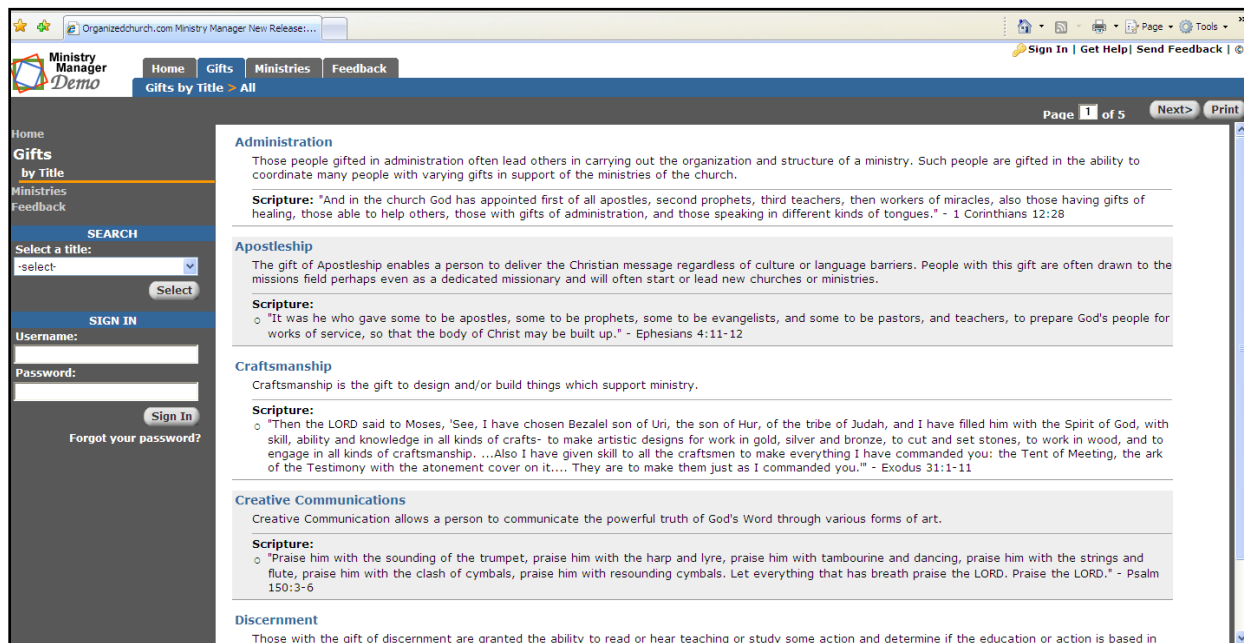 Organizedchurch.com Ministry Manager New Release:...
Page
Tools
Sign In | Get Help| Send Feedback | ©
Ministry
Manager
Demo
Home
Gifts
Ministries
Feedback
Gifts by Title > All
Page 1 of 5
Next>
Print
Home
Gifts
by Title
Ministries
Feedback
SEARCH
Select a title:
-select-
Select
SIGN IN
Username:
Password:
Sign In
Forgot your password?
Administration
Those people gifted in administration often lead others in carrying out the organization and structure of a ministry. Such people are gifted in the ability to
coordinate many people with varying gifts in support of the ministries of the church.
Scripture: "And in the church God has appointed first of all apostles, second prophets, third teachers, then workers of miracles, also those having gifts of
healing, those able to help others, those with gifts of administration, and those speaking in different kinds of tongues." - 1 Corinthians 12:28
Apostleship
The gift of Apostleship enables a person to deliver the Christian message regardless of culture or language barriers. People with this gift are often drawn to the
missions field perhaps even as a dedicated missionary and will often start or lead new churches or ministries.
Scripture:
"It was he who gave some to be apostles, some to be prophets, some to be evangelists, and some to be pastors, and teachers, to prepare God's people for
works of service, so that the body of Christ may be built up." - Ephesians 4:11-12
Craftsmanship
Craftsmanship is the gift to design and/or build things which support ministry.
Scripture:
"Then the LORD said to Moses, 'See, I have chosen Bezalel son of Uri, the son of Hur, of the tribe of Judah, and I have filled him with the Spirit of God, with
skill, ability and knowledge in all kinds of crafts- to make artistic designs for work in gold, silver and bronze, to cut and set stones, to work in wood, and to
engage in all kinds of craftsmanship. ...Also I have given skill to all the craftsmen to make everything I have commanded you: the Tent of Meeting, the ark
of the Testimony with the atonement cover on it.... They are to make them just as I commanded you.'" - Exodus 31:1-11
Creative Communications
Creative Communication allows a person to communicate the powerful truth of God's Word through various forms of art.
Scripture:
"Praise him with the sounding of the trumpet, praise him with the harp and lyre, praise him with tambourine and dancing, praise him with the strings and
flute, praise him with the clash of cymbals, praise him with resounding cymbals. Let everything that has breath praise the LORD. Praise the LORD." - Psalm
150:3-6
Discernment
Those with the gift of discernment are granted the ability to read or hear teaching or study some action and determine if the education or action is based in